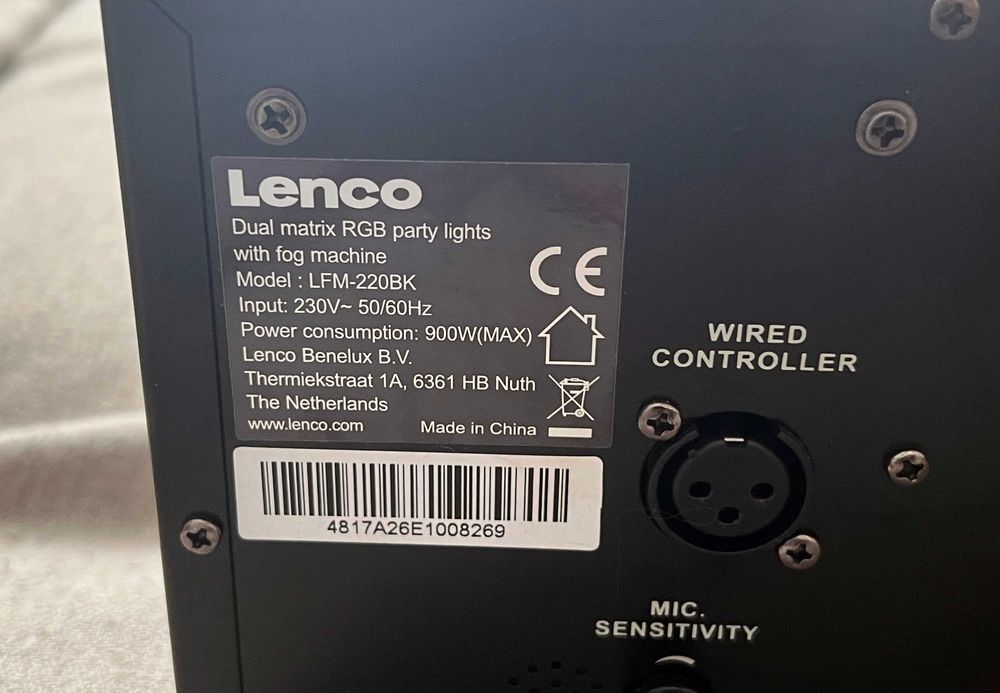 Lenco
Dual matrix RGB party lights
with fog machine
Model : LFM-220BK
Input: 230V~ 50/60Hz
Power consumption: 900W(MAX)
Lenco Benelux B.V.
Thermiekstraat 1A, 6361 HB Nuth
The Netherlands
www.lenco.com
Made in China
CE
4817A26E1008269
WIRED
CONTROLLER
MIC.
SENSITIVITY